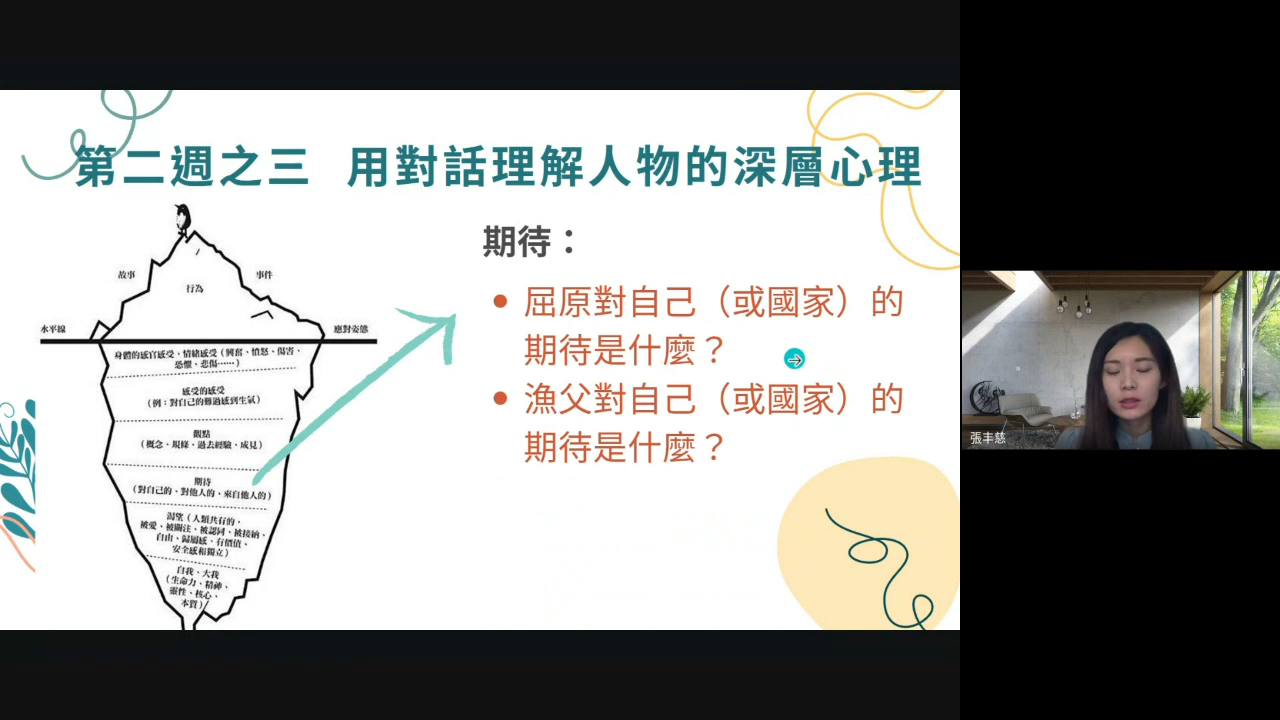 第二週之三 用對話理解人物的深層心理
期待：
• 屈原對自己（或國家）的
期待是什麼？
• 漁父對自己（或國家）的
期待是什麼？
故事
事件
行為
水平線
應對姿態
身體的感官感受、情緒感受（興奮、憤怒、傷害、
恐懼、悲傷⋯⋯）
感受的感受
（例：對自己的難過感到生氣）
觀點
（概念、規條、過去經驗、成見）
期待
（對自己的、對他人的、來自他人的）
渴望（人類共有的，
被愛、被關注、被認同、被接納、
自由、歸屬感、有價值、
安全感和獨立）
自我、大我
（生命力、精神、
靈性、核心、
本質）
張丰慈